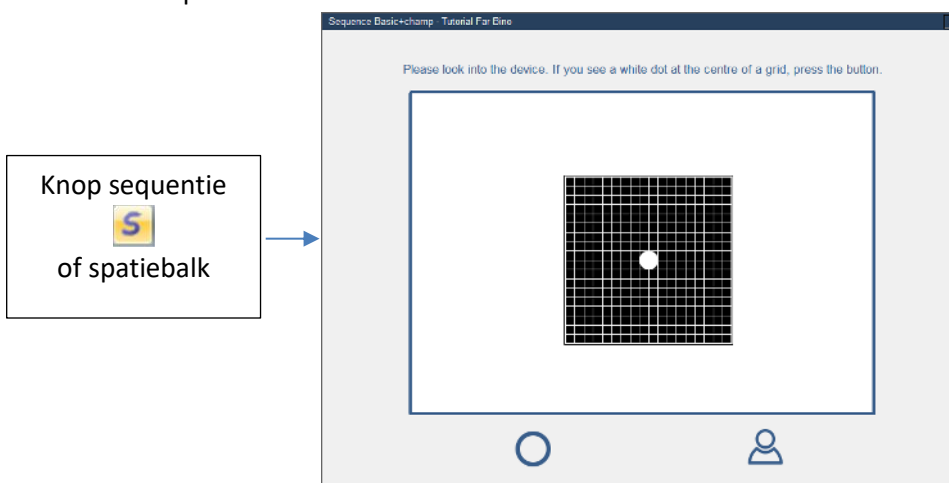 Sequence Basic+champ - Tutorial Far Bino
Please look into the device. If you see a white dot at the centre of a grid, press the button.
Knop sequentie
S
of spatiebalk